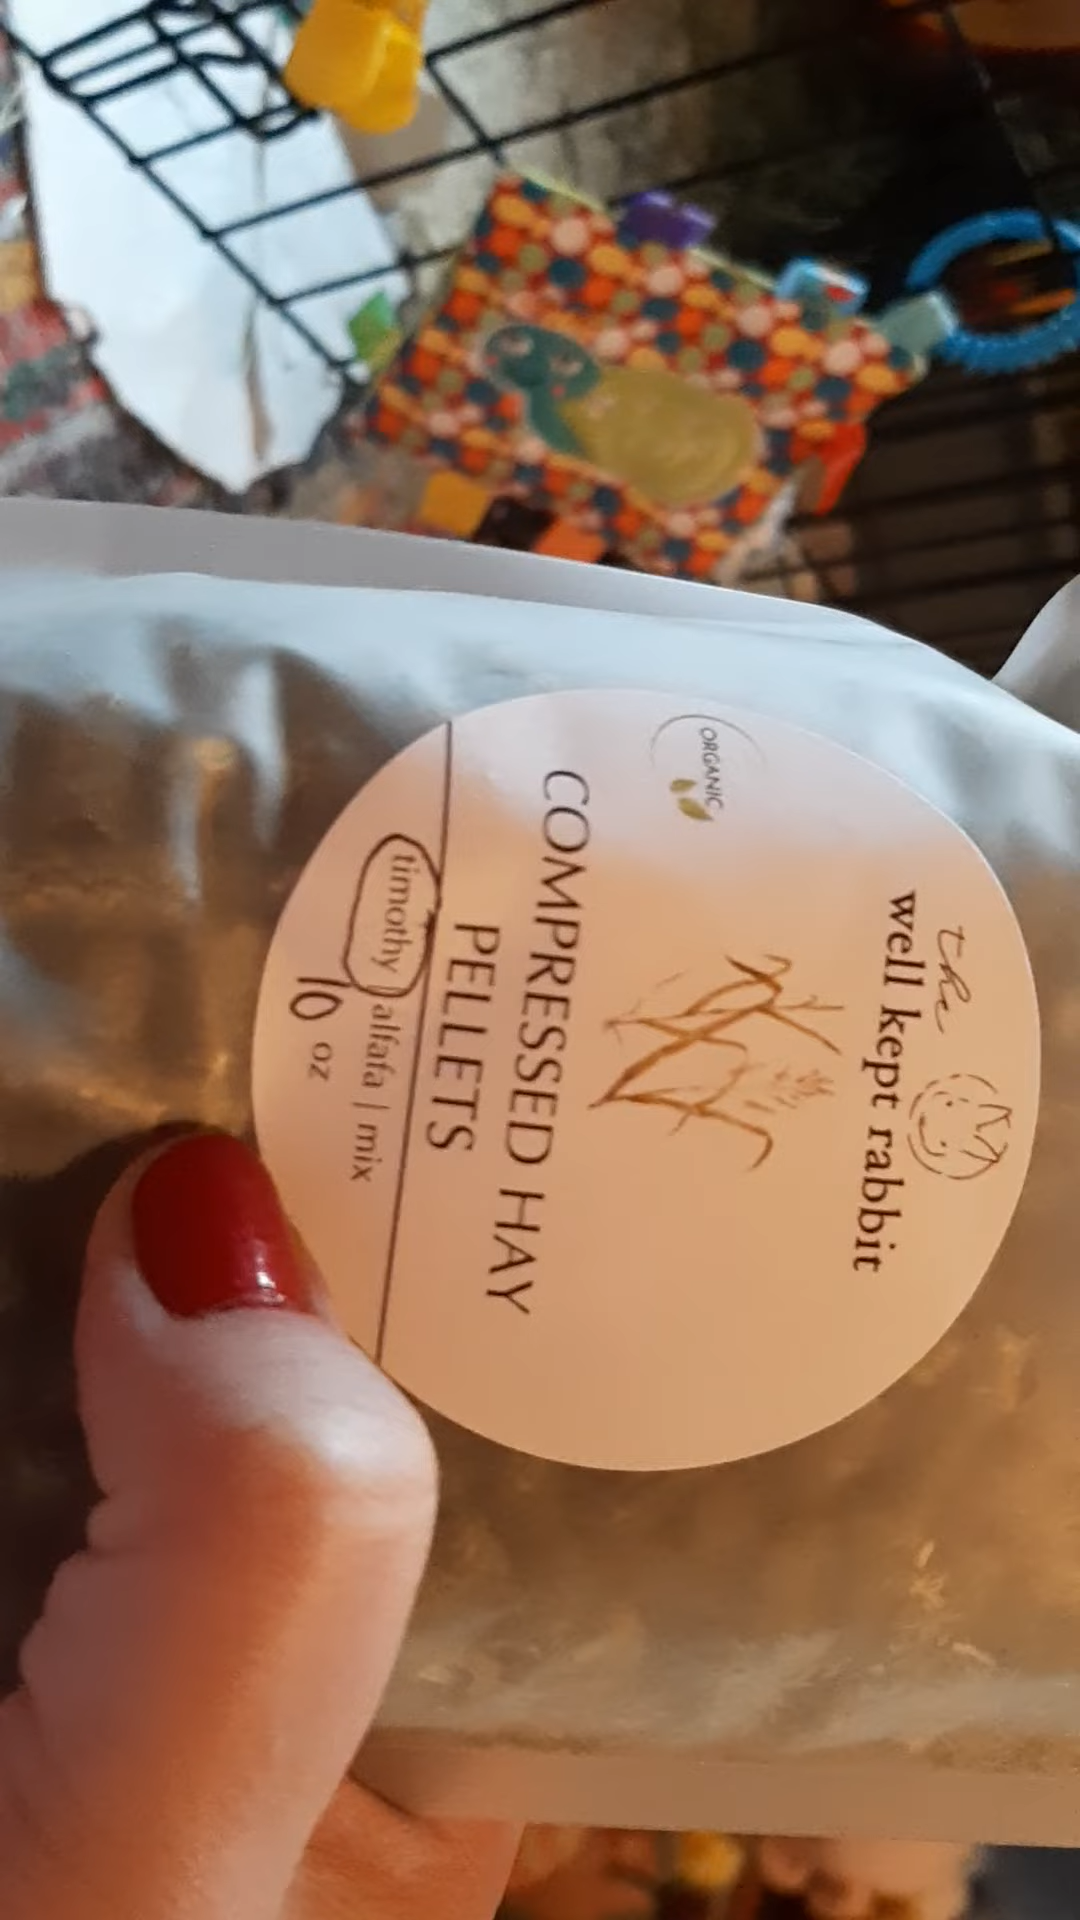 the
well kept rabbit
ORGANIC
COMPRESSED HAY
PELLETS
timothy | alfafa | mix
10 oz